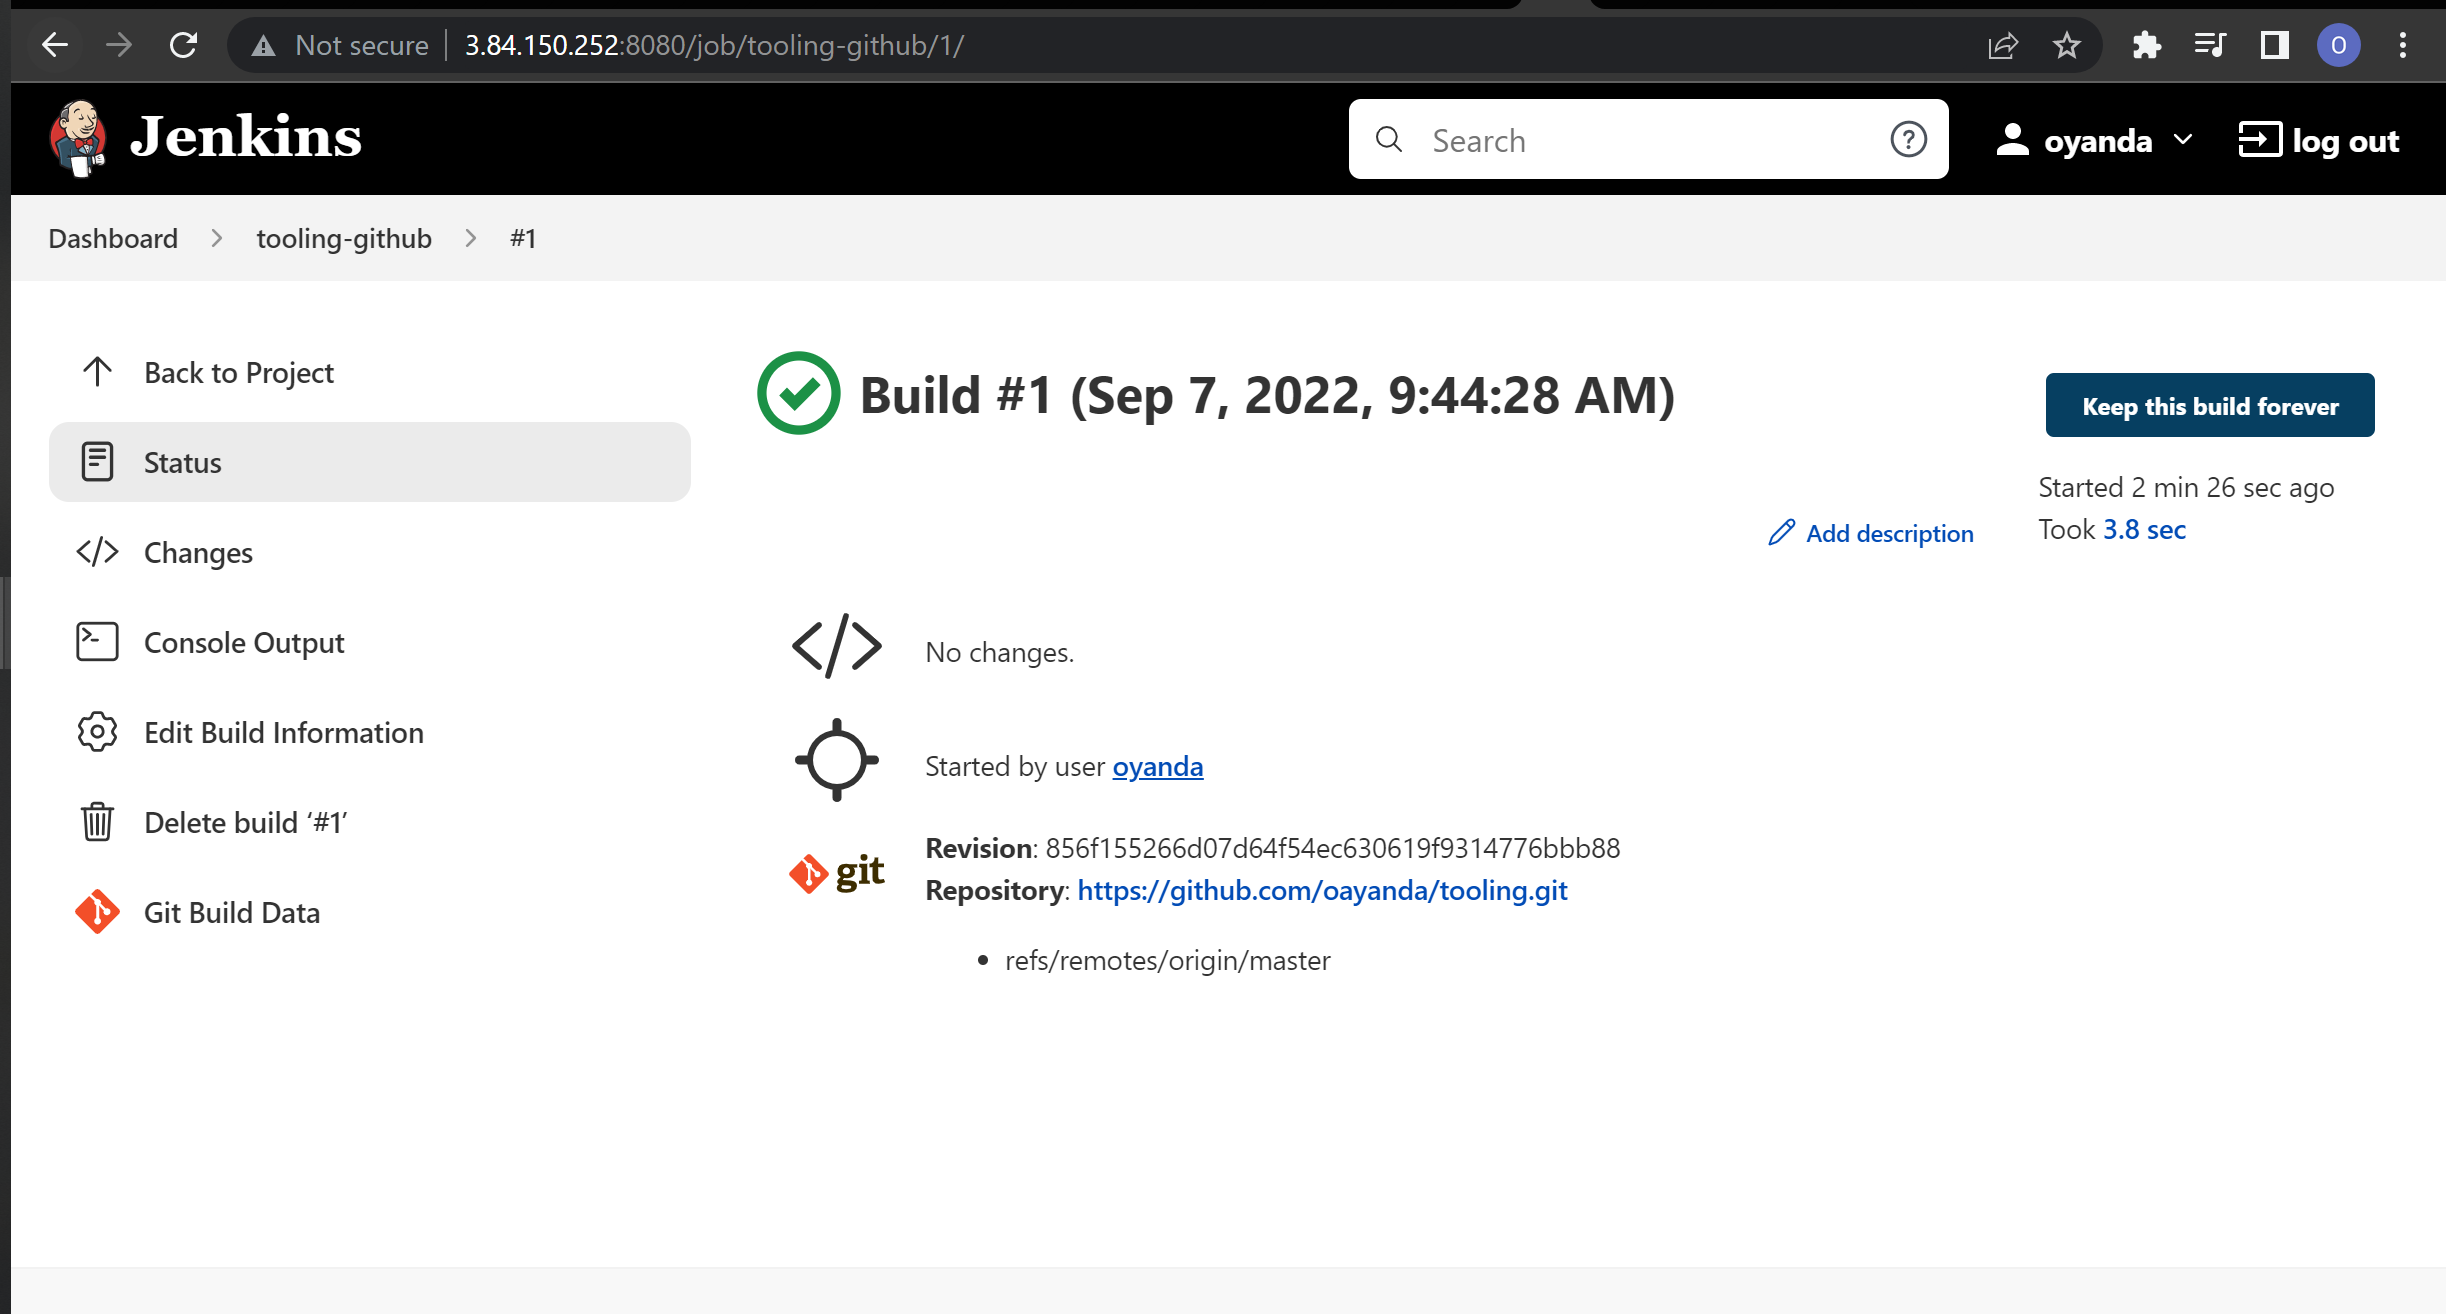 Not secure 3.84.150.252:8080/job/tooling-github/1/ O
Jenkins Search ? oyanda log out
Dashboard tooling-github #1
Back to Project
Status
Changes
Console Output
Edit Build Information
Delete build ‘#1’
Git Build Data
Build #1 (Sep 7, 2022, 9:44:28 AM)
Keep this build forever
Started 2 min 26 sec ago
Took 3.8 sec
Add description
No changes.
Started by user oyanda
git
Revision: 856f155266d07d64f54ec630619f9314776bbb88
Repository: https://github.com/oayanda/tooling.git
• refs/remotes/origin/master